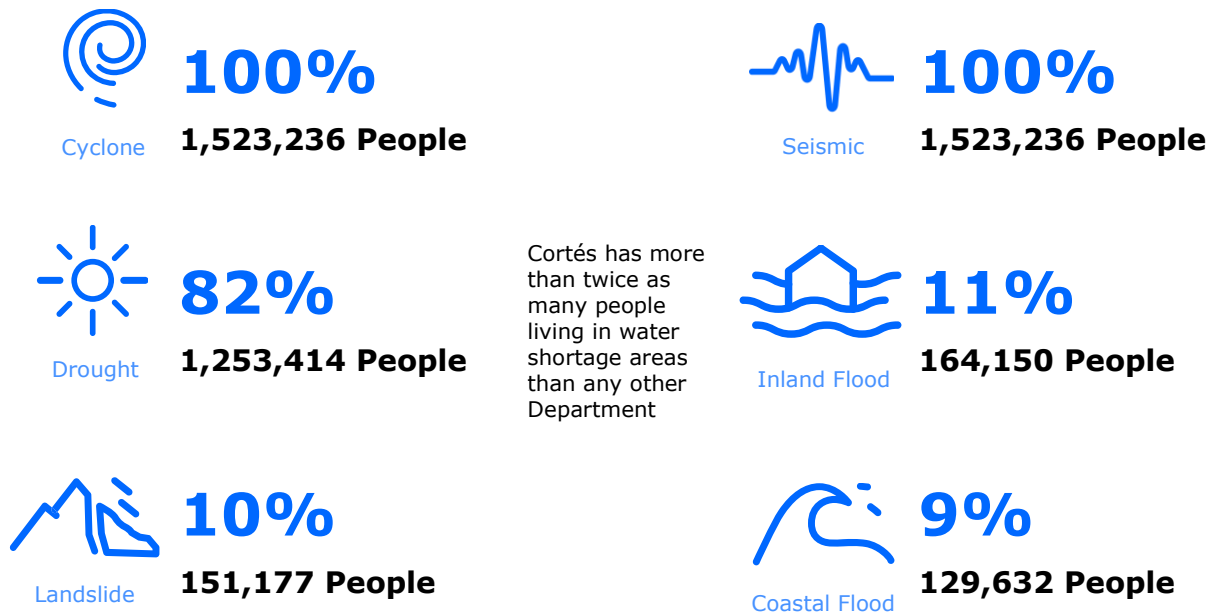 100%
1,523,236 People
Cyclone
100%
1,523,236 People
Seismic
82%
1,253,414 People
Drought
Cortés has more
than twice as
many people
living in water
shortage areas
than any other
Department
11%
164,150 People
Inland Flood
10%
151,177 People
Landslide
9%
129,632 People
Coastal Flood